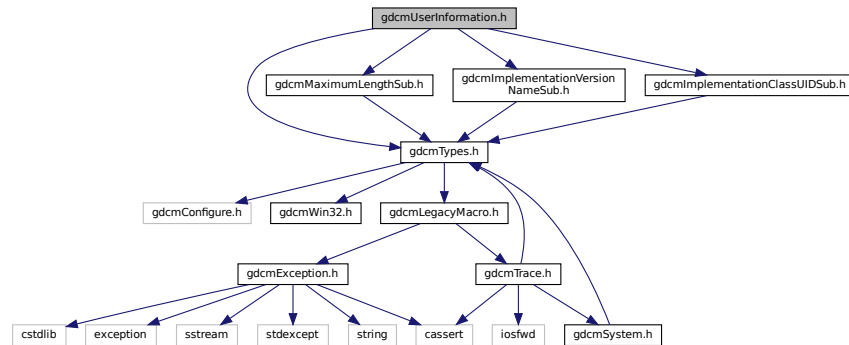 gdcmUserInformation.h
gdcmMaximumLengthSub.h
gdcmImplementationVersion
NameSub.h
gdcmImplementationClassUIDSub.h
gdcmTypes.h
gdcmConfigure.h
gdcmWin32.h
gdcmLegacyMacro.h
gdcmException.h
gdcmTrace.h
cstdlib
exception
sstream
stdexcept
string
cassert
iosfwd
gdcmSystem.h